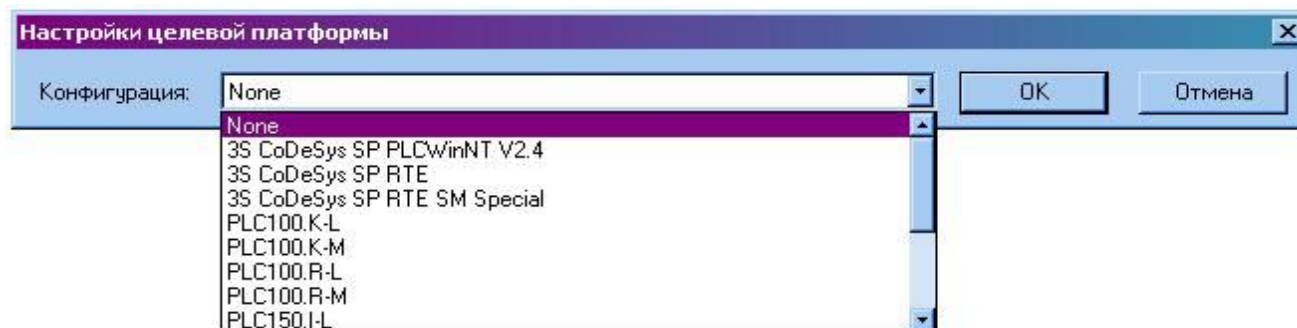 Настройки целевой платформы
Конфигурация: None OK Отмена
None
3S CoDeSys SP PLCWinNT V2.4
3S CoDeSys SP RTE
3S CoDeSys SP RTE SM Special
PLC100.K-L
PLC100.K-M
PLC100.R-L
PLC100.R-M
PLC150.I-L